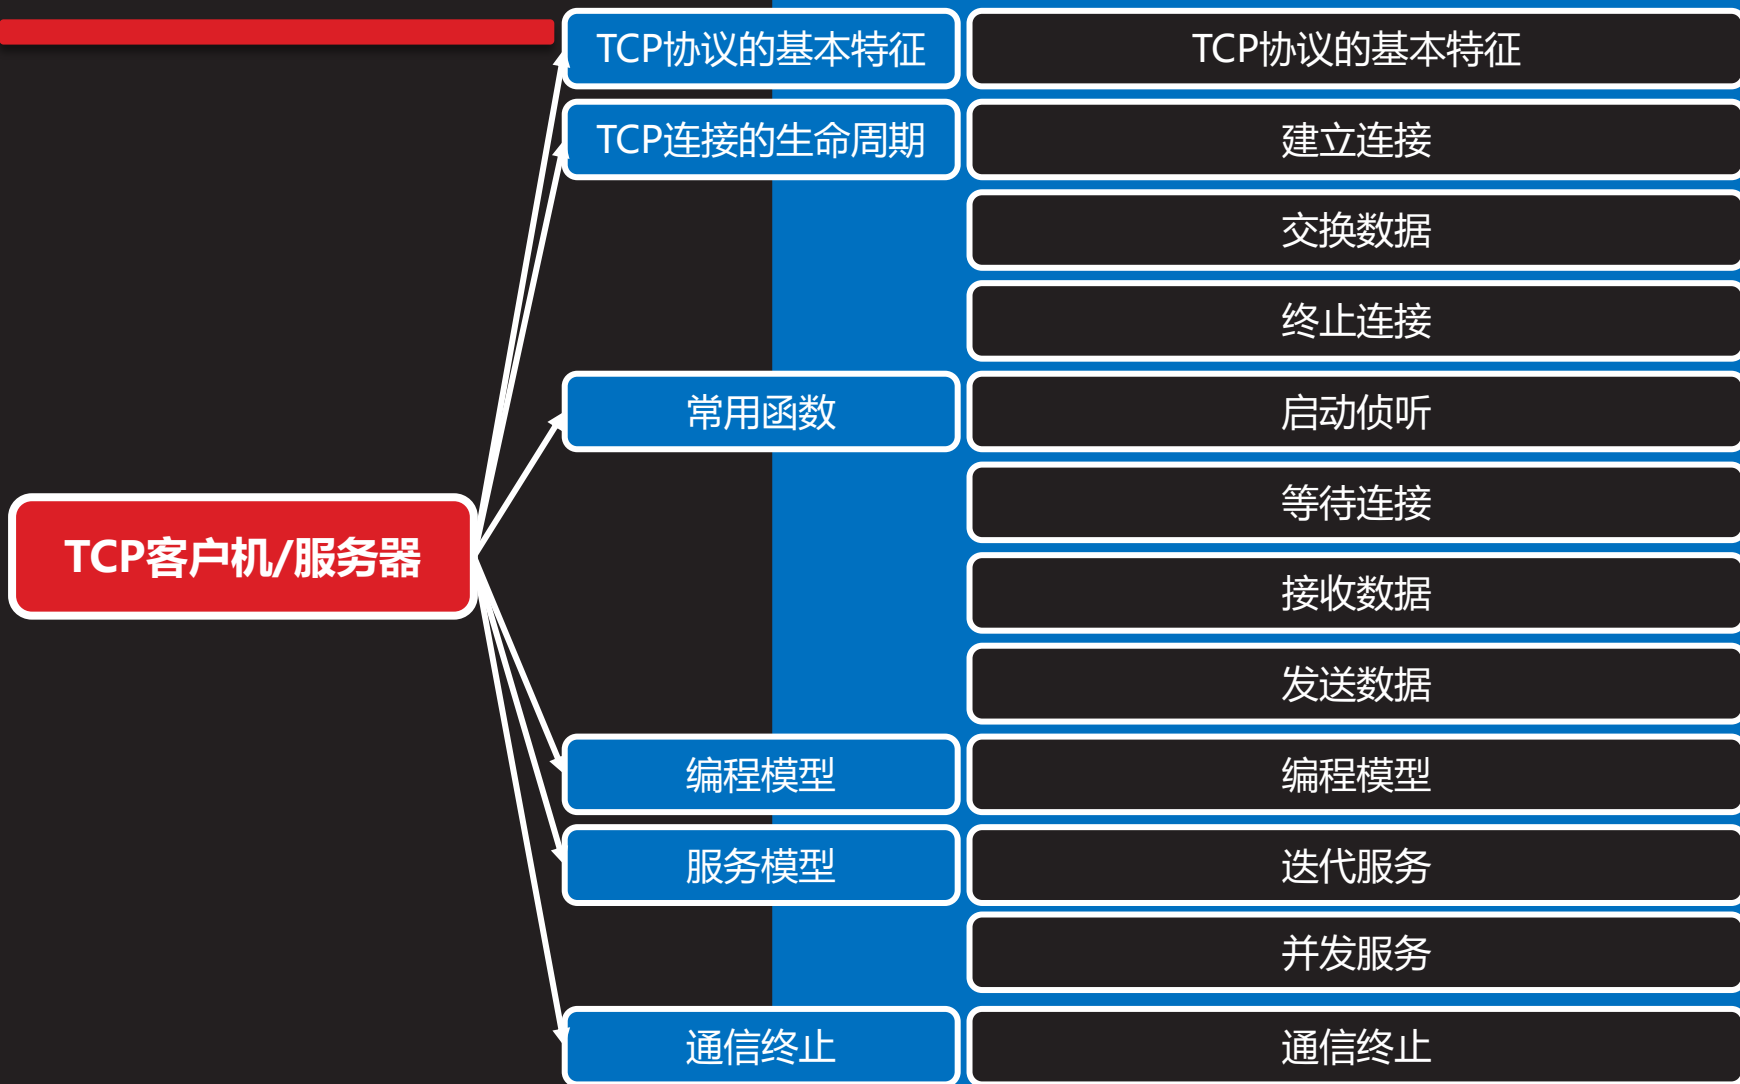 TCP协议的基本特征
TCP协议的基本特征
TCP连接的生命周期
建立连接
交换数据
终止连接
常用函数
启动侦听
等待连接
TCP客户机/服务器
接收数据
发送数据
编程模型
编程模型
服务模型
迭代服务
并发服务
通信终止
通信终止